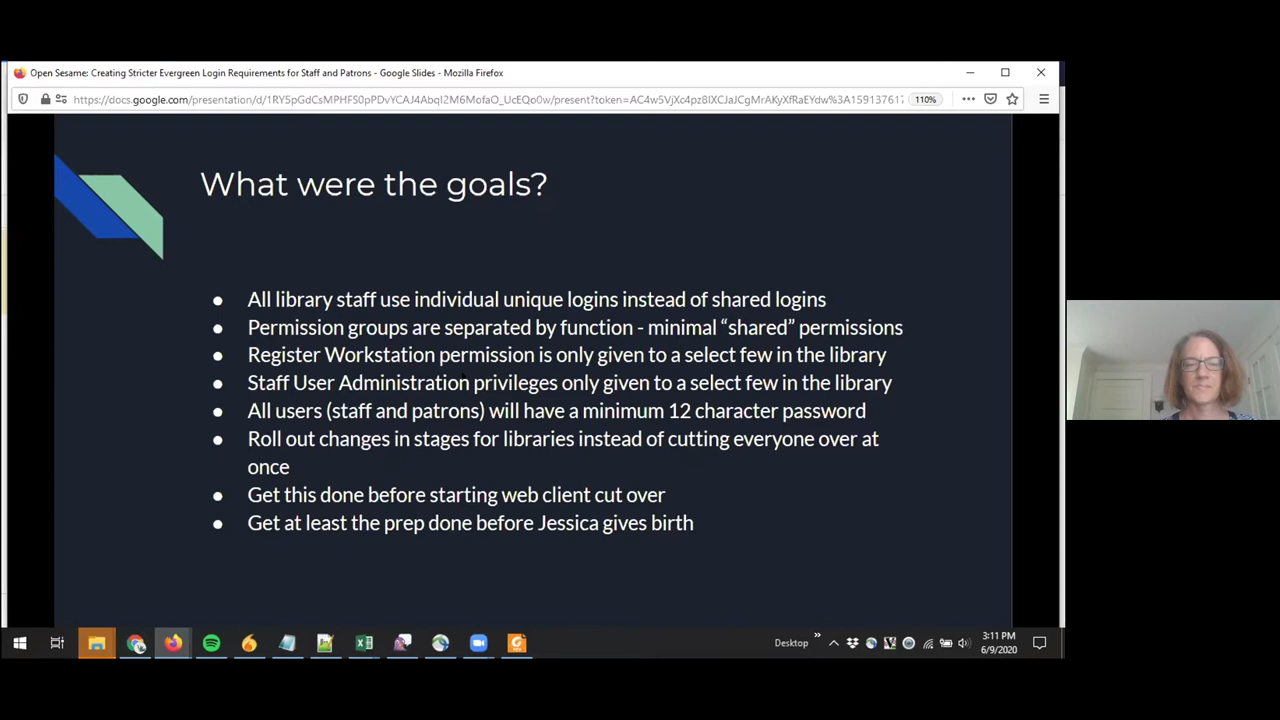 Open Sesame: Creating Stricter Evergreen Login Requirements for Staff and Patrons - Google Slides - Mozilla Firefox
110%
What were the goals?
● All library staff use individual unique logins instead of shared logins
● Permission groups are separated by function - minimal “shared” permissions
● Register Workstation permission is only given to a select few in the library
● Staff User Administration privileges only given to a select few in the library
● All users (staff and patrons) will have a minimum 12 character password
● Roll out changes in stages for libraries instead of cutting everyone over at
once
● Get this done before starting web client cut over
● Get at least the prep done before Jessica gives birth
Desktop
3:11 PM
6/9/2020